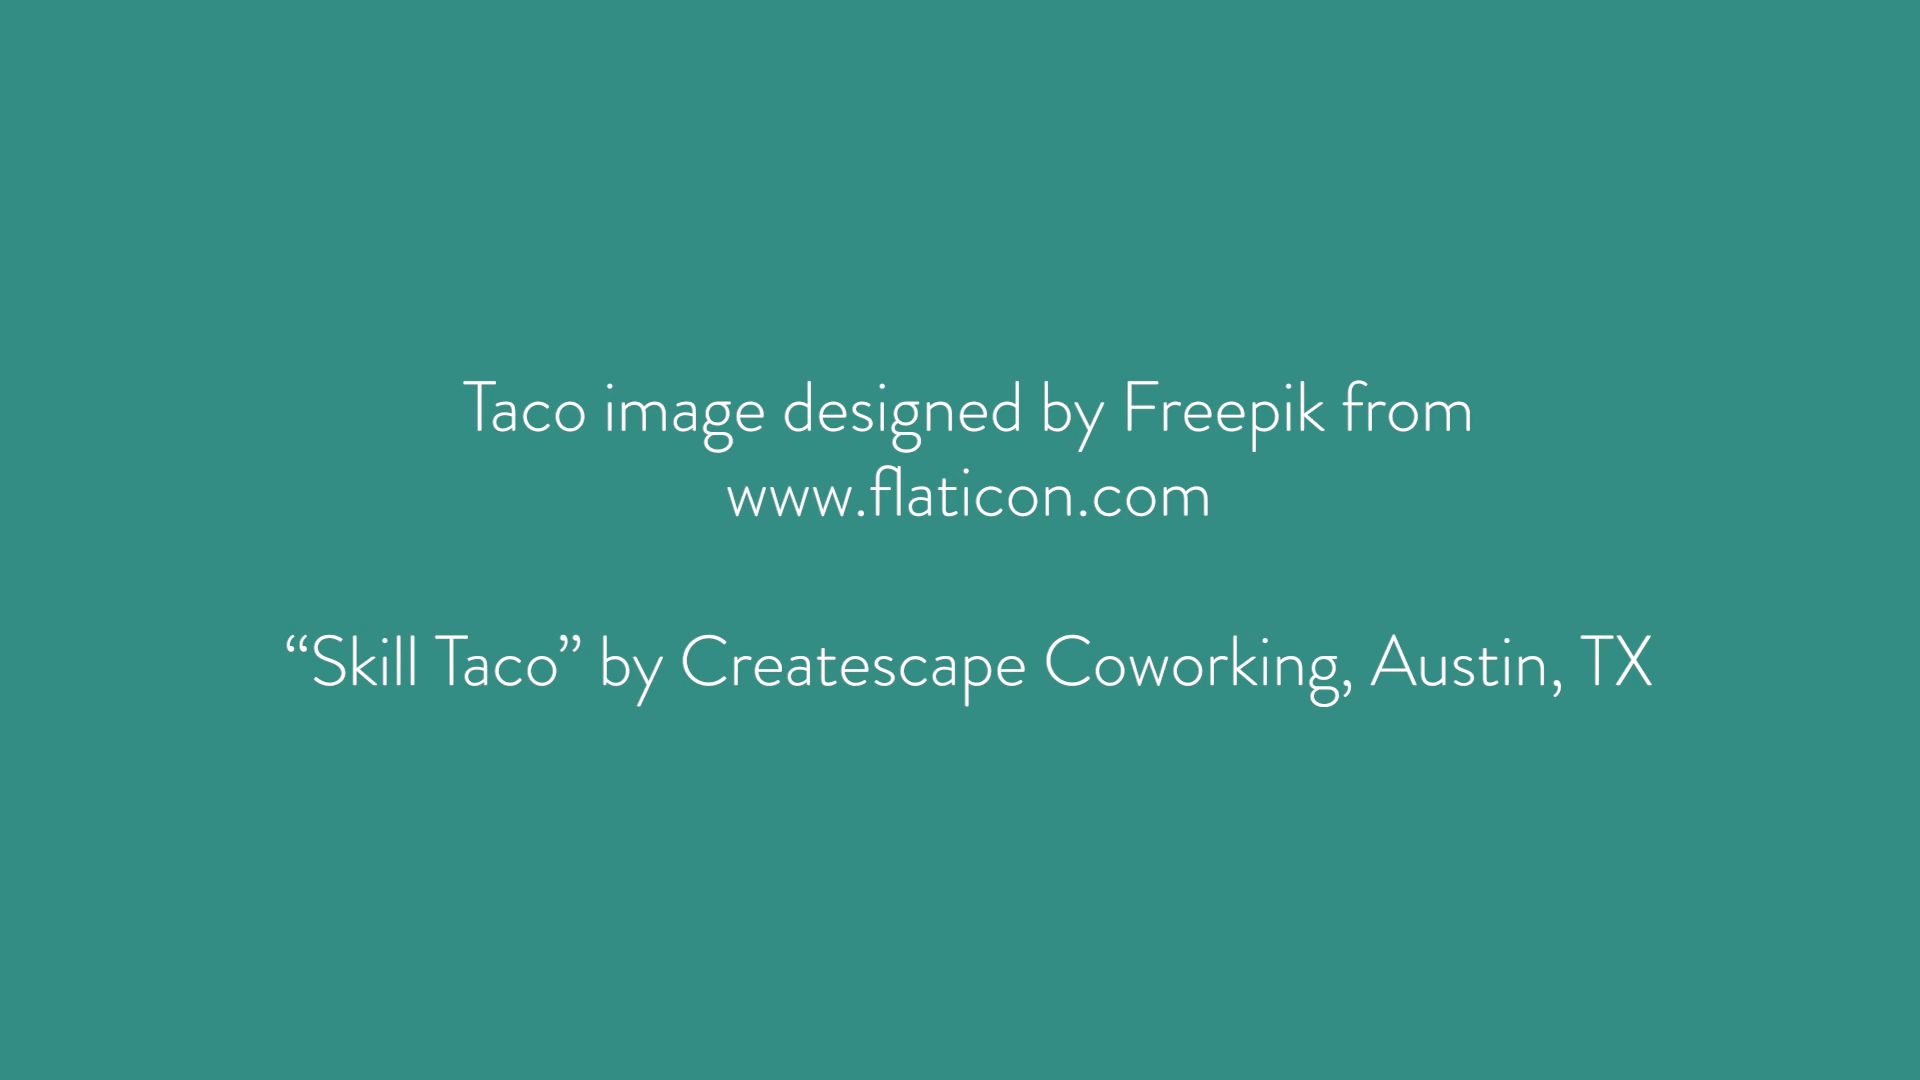 Taco image designed by Freepik from
www.flaticon.com
“Skill Taco” by Createscape Coworking, Austin, TX